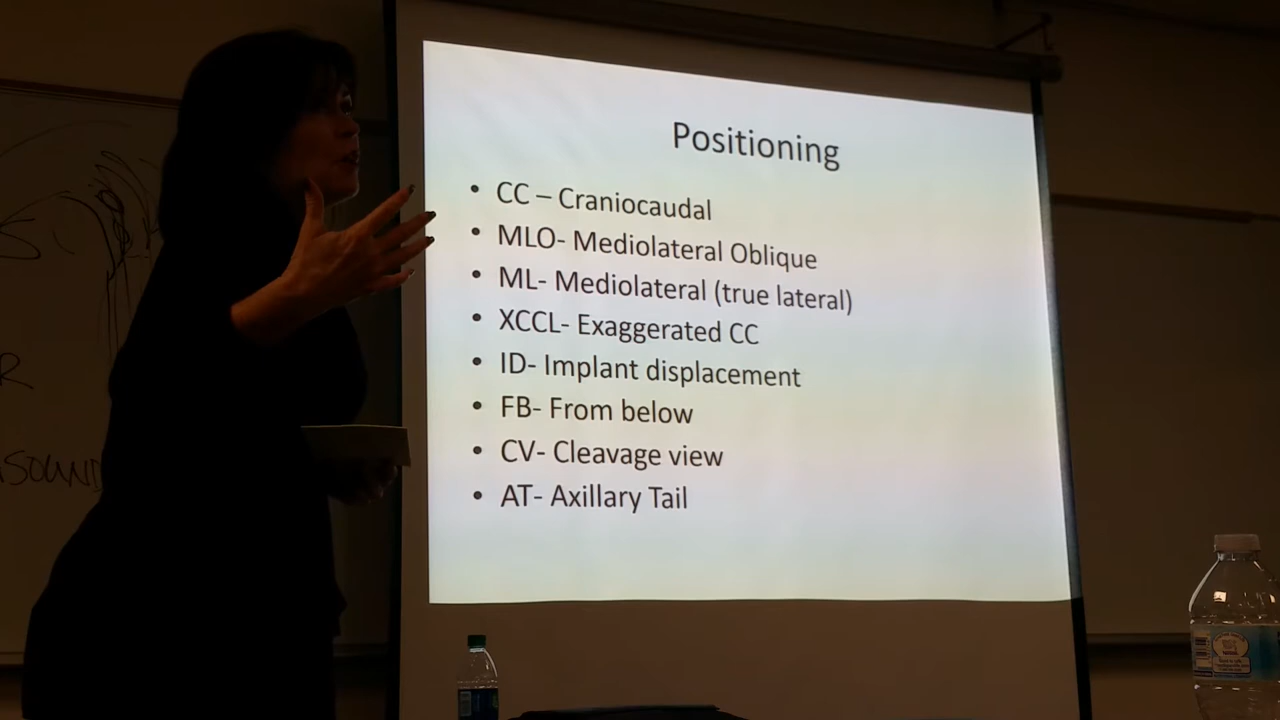 Positioning
• CC – Craniocaudal
• MLO- Mediolateral Oblique
• ML- Mediolateral (true lateral)
• XCCL- Exaggerated CC
• ID- Implant displacement
• FB- From below
• CV- Cleavage view
• AT- Axillary Tail
R
SOUND